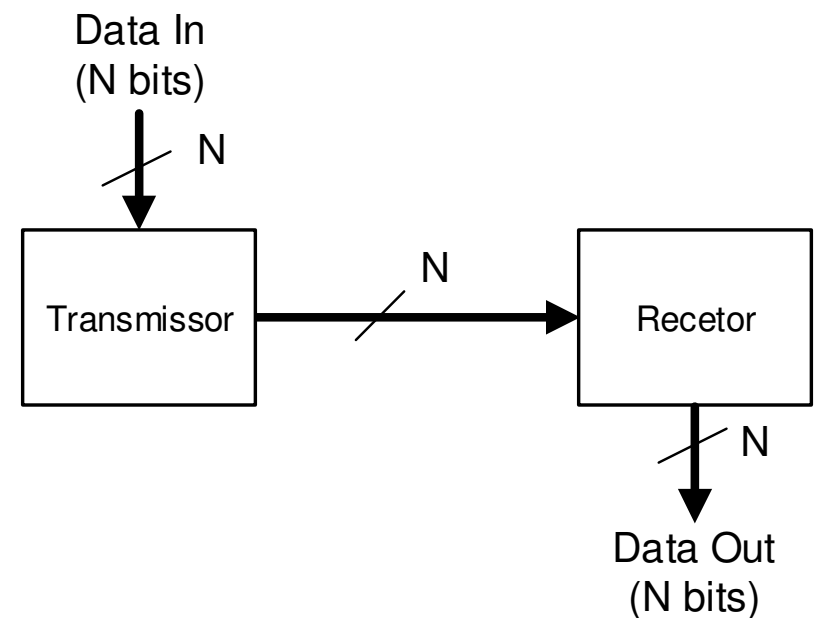 Data In
(N bits)
N
N
Transmissor
Recetor
N
Data Out
(N bits)